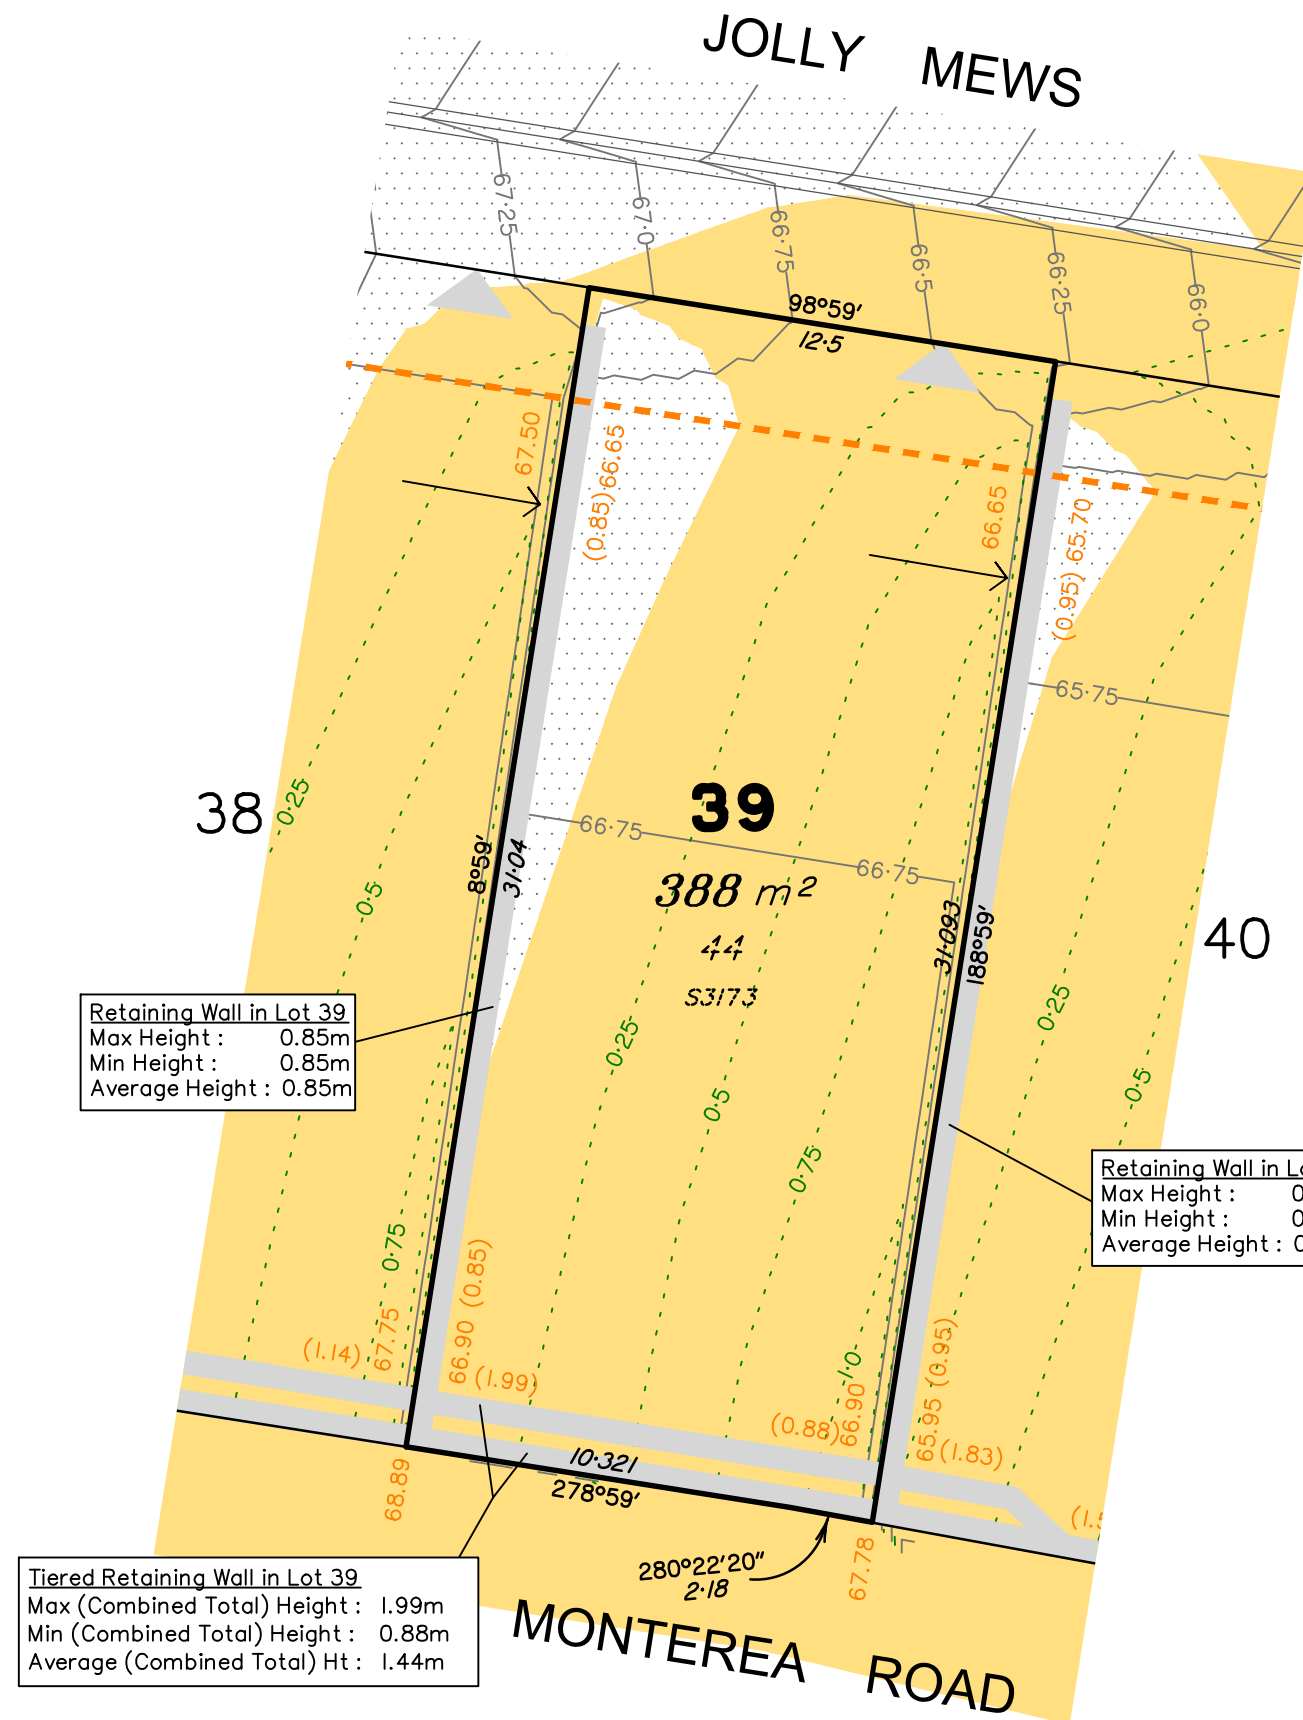 JOLLY MEWS
67·25
67·0
66·75
66·5
66·25
66·0
98°59'
12·5
67.50
(0.85) 66.65
66.65
(0.95) 65.70
65·75
38
0·25
39
66·75
66·75
388 m²
44
S3173
8°59'
31·04
31·093
188°59'
40
0·5
0·25
0·25
0·5
0·5
0·75
0·75
1·0
Retaining Wall in Lot 39
Max Height : 0.85m
Min Height : 0.85m
Average Height : 0.85m
Retaining Wall in Lo
Max Height : 0
Min Height : 0
Average Height : 0
(1.14) 67.75
66.90 (0.85)
(1.99)
(0.88) 66.90
65.95 (0.95)
(1.83)
(1.5
68.89
10·321
278°59'
280°22'20"
2·18
67.78
Tiered Retaining Wall in Lot 39
Max (Combined Total) Height : 1.99m
Min (Combined Total) Height : 0.88m
Average (Combined Total) Ht : 1.44m
MONTEREA ROAD